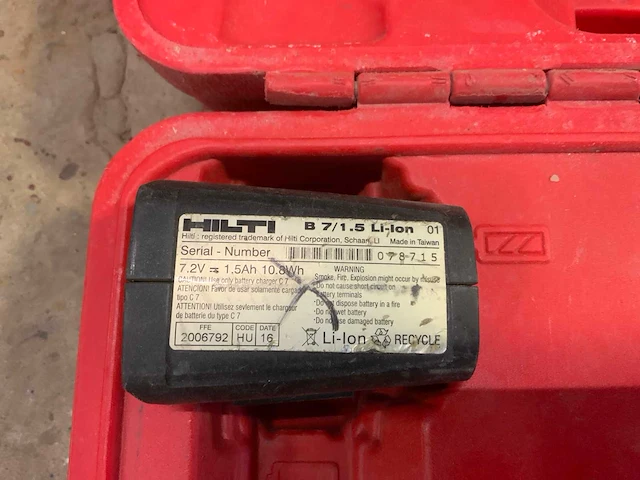 HILTI B 7/1.5 Li-Ion 01
Hilti : registered trademark of Hilti Corporation, Schaan, LI Made in Taiwan
Serial - Number 078715
7.2V 1.5Ah 10.8Wh
CAUTION! Use only battery charger C 7
ATENCION! Favor de usar solamente cargador
tipo C 7
ATTENTION! Utilisez seulement le chargeur
de batterie du type C 7
WARNING
Smoke, Fire, Explosion might occur by misuse
·Do not cause short circuit on
battery terminals
·Do not dispose battery in a fire
·Do not wet battery
·Do not use damaged battery
FFE CODE DATE
2006792 HU 16
Li-Ion RECYCLE